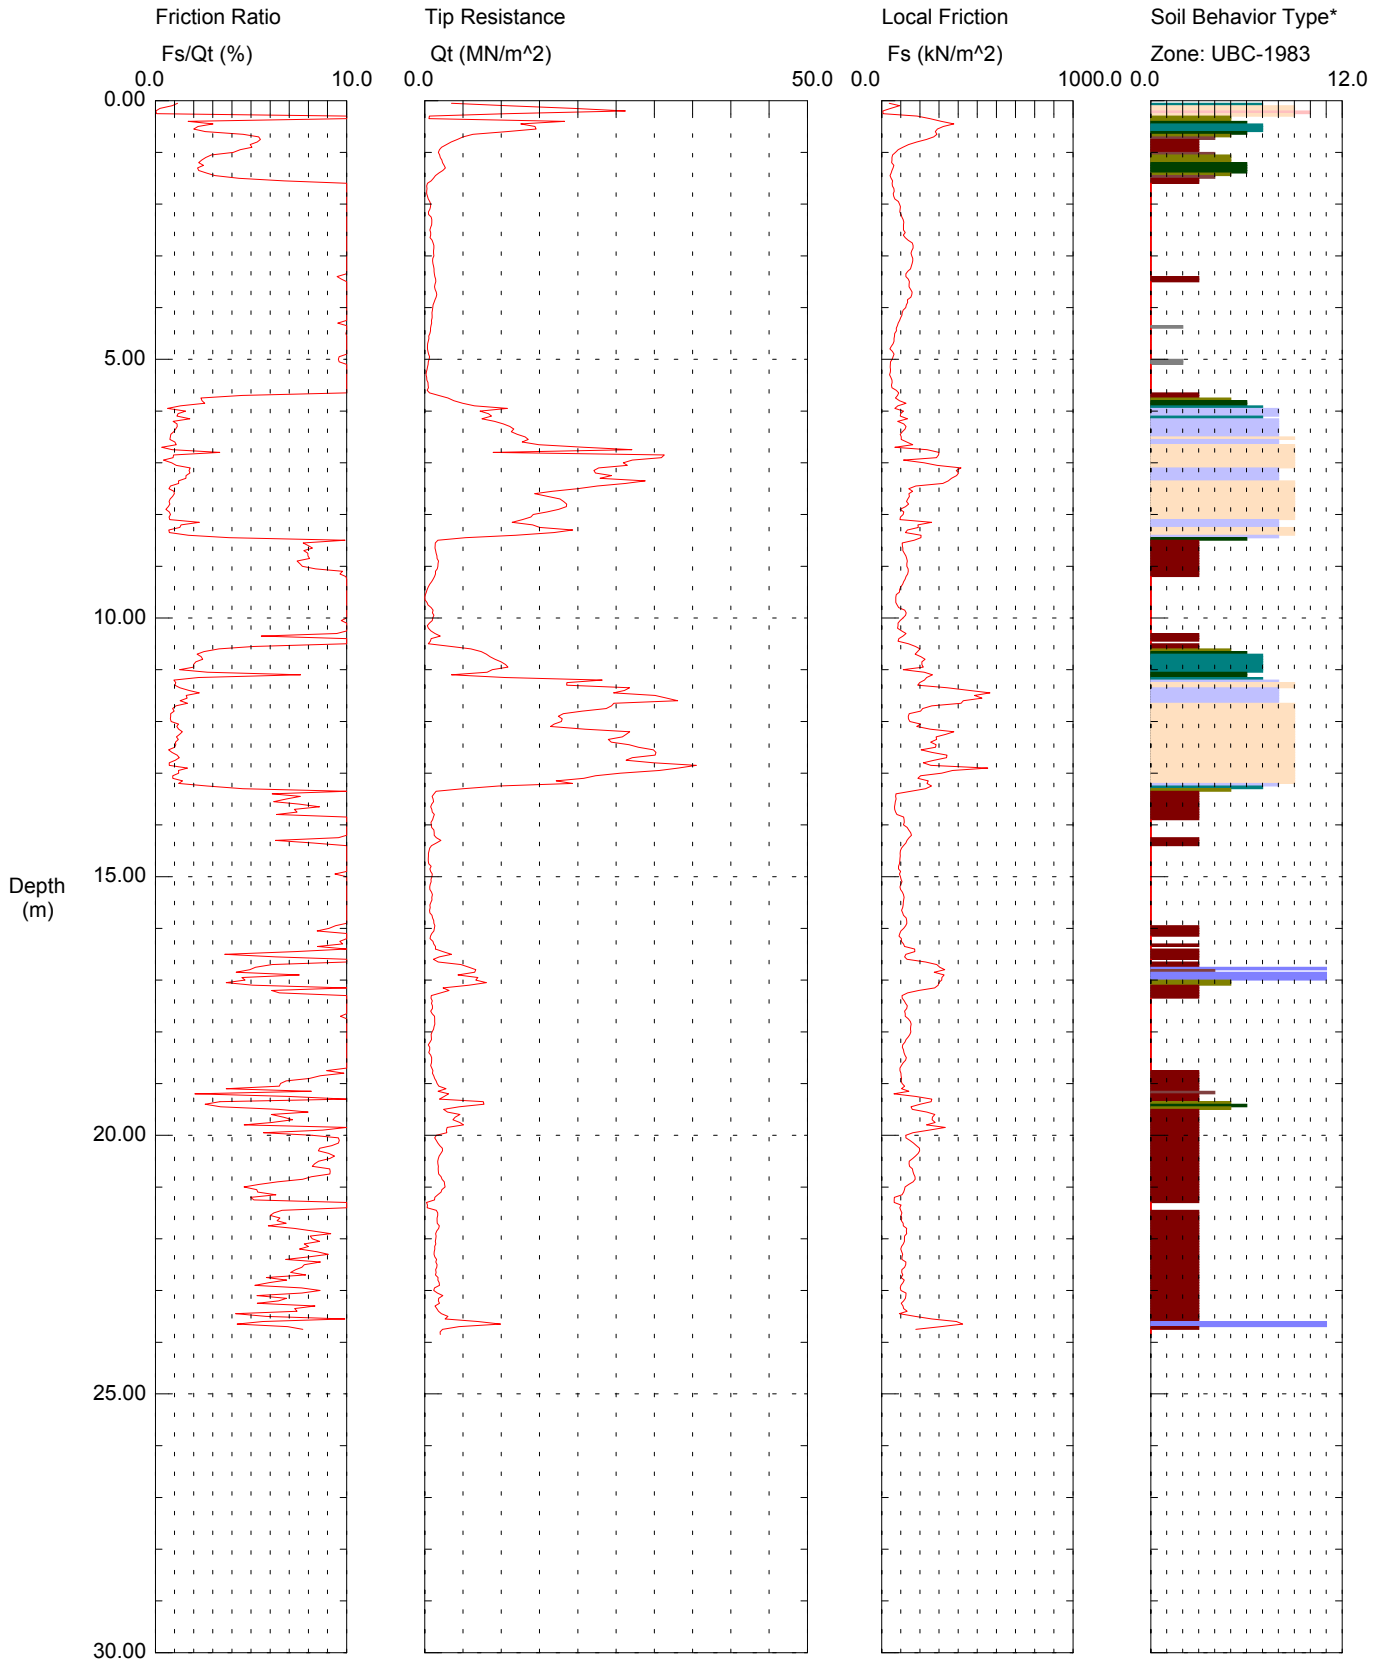 Friction Ratio
Tip Resistance
Local Friction
Soil Behavior Type*
Fs/Qt (%)
Qt (MN/m^2)
Fs (kN/m^2)
Zone: UBC-1983
0.0 10.0
0.0 50.0
0.0 1000.0
0.0 12.0
0.00
5.00
10.00
15.00
Depth
(m)
20.00
25.00
30.00